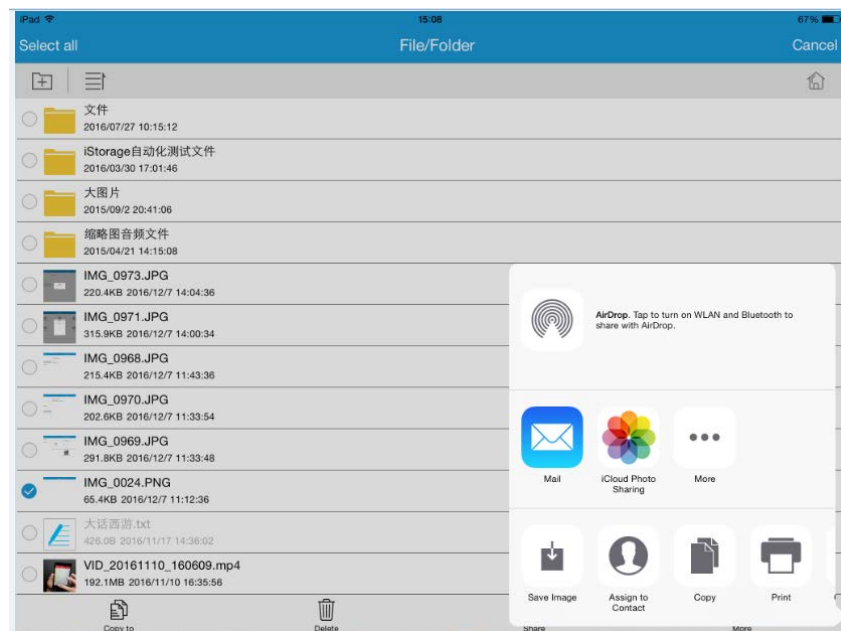 iPad 15:08 67%
Select all File/Folder Cancel
文件
2016/07/27 10:15:12
iStorage自动化测试文件
2016/03/30 17:01:46
大图片
2015/09/2 20:41:06
缩略图音频文件
2015/04/21 14:15:08
IMG_0973.JPG
220.4KB 2016/12/7 14:04:36
IMG_0971.JPG
315.9KB 2016/12/7 14:00:34
IMG_0968.JPG
215.4KB 2016/12/7 11:43:36
IMG_0970.JPG
202.6KB 2016/12/7 11:33:54
IMG_0969.JPG
291.8KB 2016/12/7 11:33:48
IMG_0024.PNG
65.4KB 2016/12/7 11:12:36
大话西游.txt
426.0B 2016/11/17 14:36:02
VID_20161110_160609.mp4
192.1MB 2016/11/10 16:35:56
AirDrop. Tap to turn on WLAN and Bluetooth to
share with AirDrop.
Mail
iCloud Photo
Sharing
More
Save Image
Assign to
Contact
Copy
Print
Copy to Delete Share More